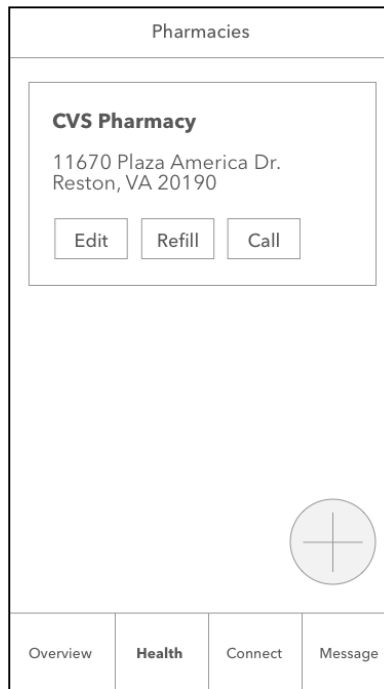 Pharmacies
CVS Pharmacy
11670 Plaza America Dr.
Reston, VA 20190
Edit Refill Call
Overview Health Connect Message